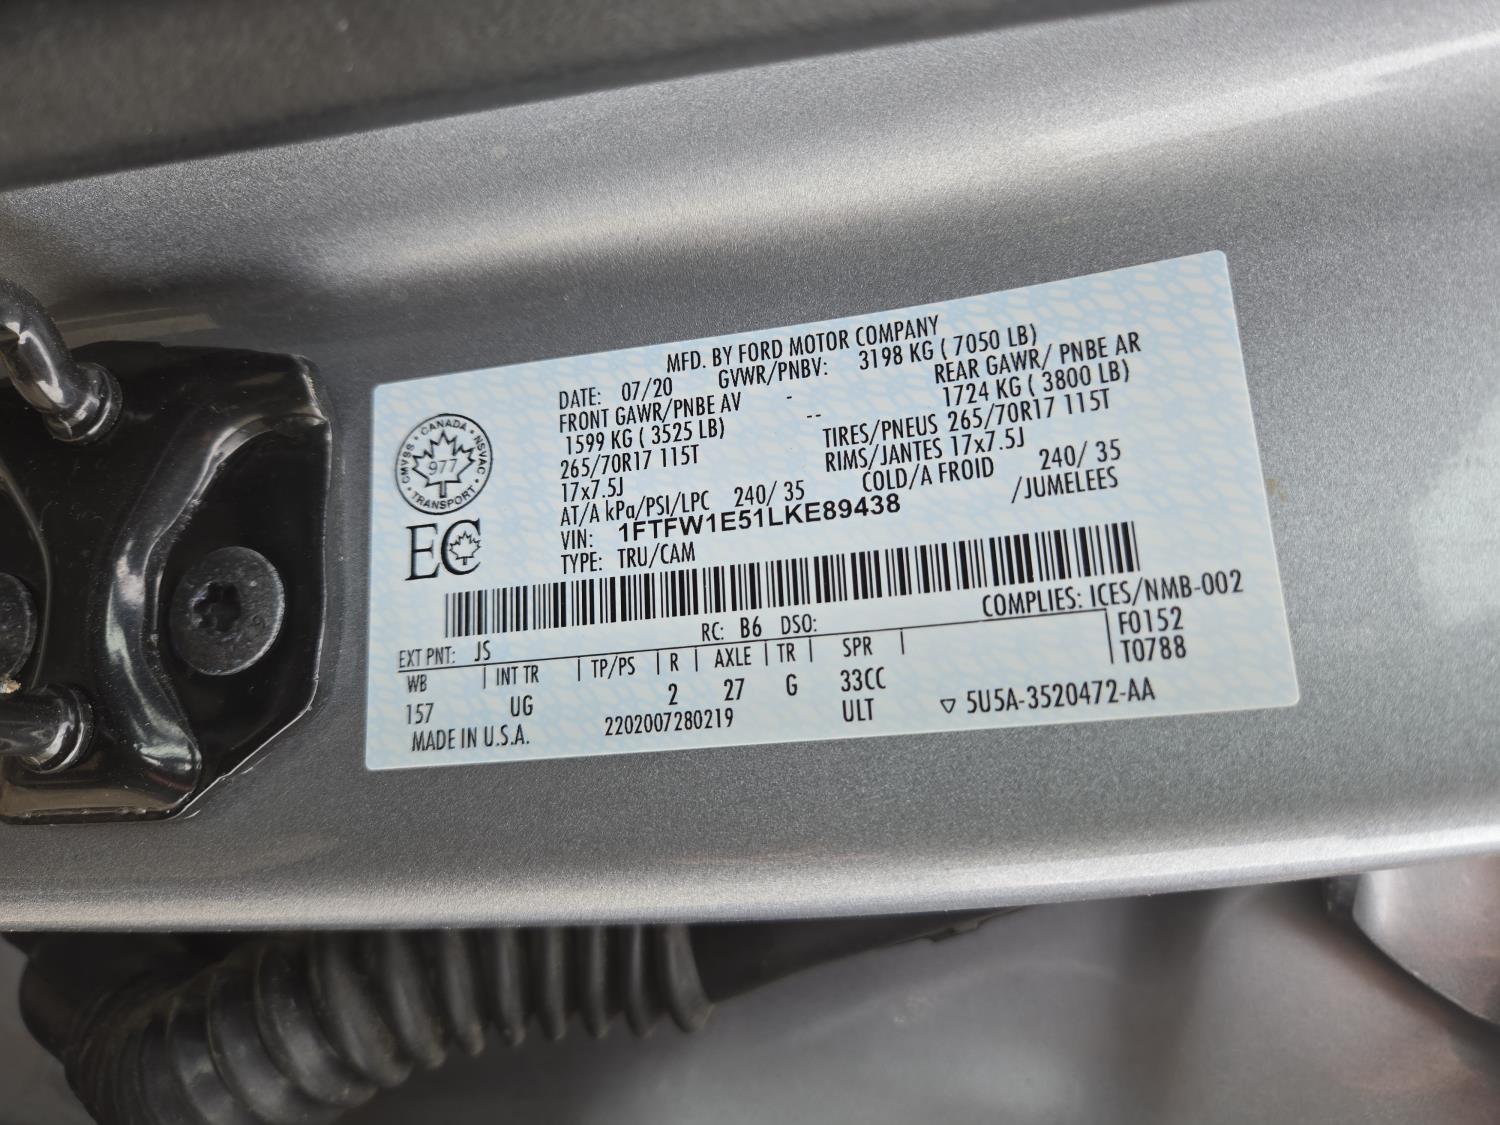 MFD. BY FORD MOTOR COMPANY
DATE: 07/20 GVWR/PNBV: 3198 KG ( 7050 LB)
FRONT GAWR/PNBE AV - REAR GAWR/ PNBE AR
1599 KG ( 3525 LB) -- 1724 KG ( 3800 LB)
265/70R17 115T TIRES/PNEUS 265/70R17 115T
17x7.5J RIMS/JANTES 17x7.5J
AT/A kPa/PSI/LPC 240/ 35 COLD/A FROID 240/ 35
VIN: 1FTFW1E51LKE89438 /JUMELEES
TYPE: TRU/CAM
CANADA
CMVSS • NSVAC
977
TRANSPORT
EC
COMPLIES: ICES/NMB-002
EXT PNT: JS RC: B6 DSO: F0152
WB | INT TR | TP/PS | R | AXLE | TR | SPR | T0788
157 UG 2 27 G 33CC
MADE IN U.S.A. 2202007280219 ULT ▽ 5U5A-3520472-AA